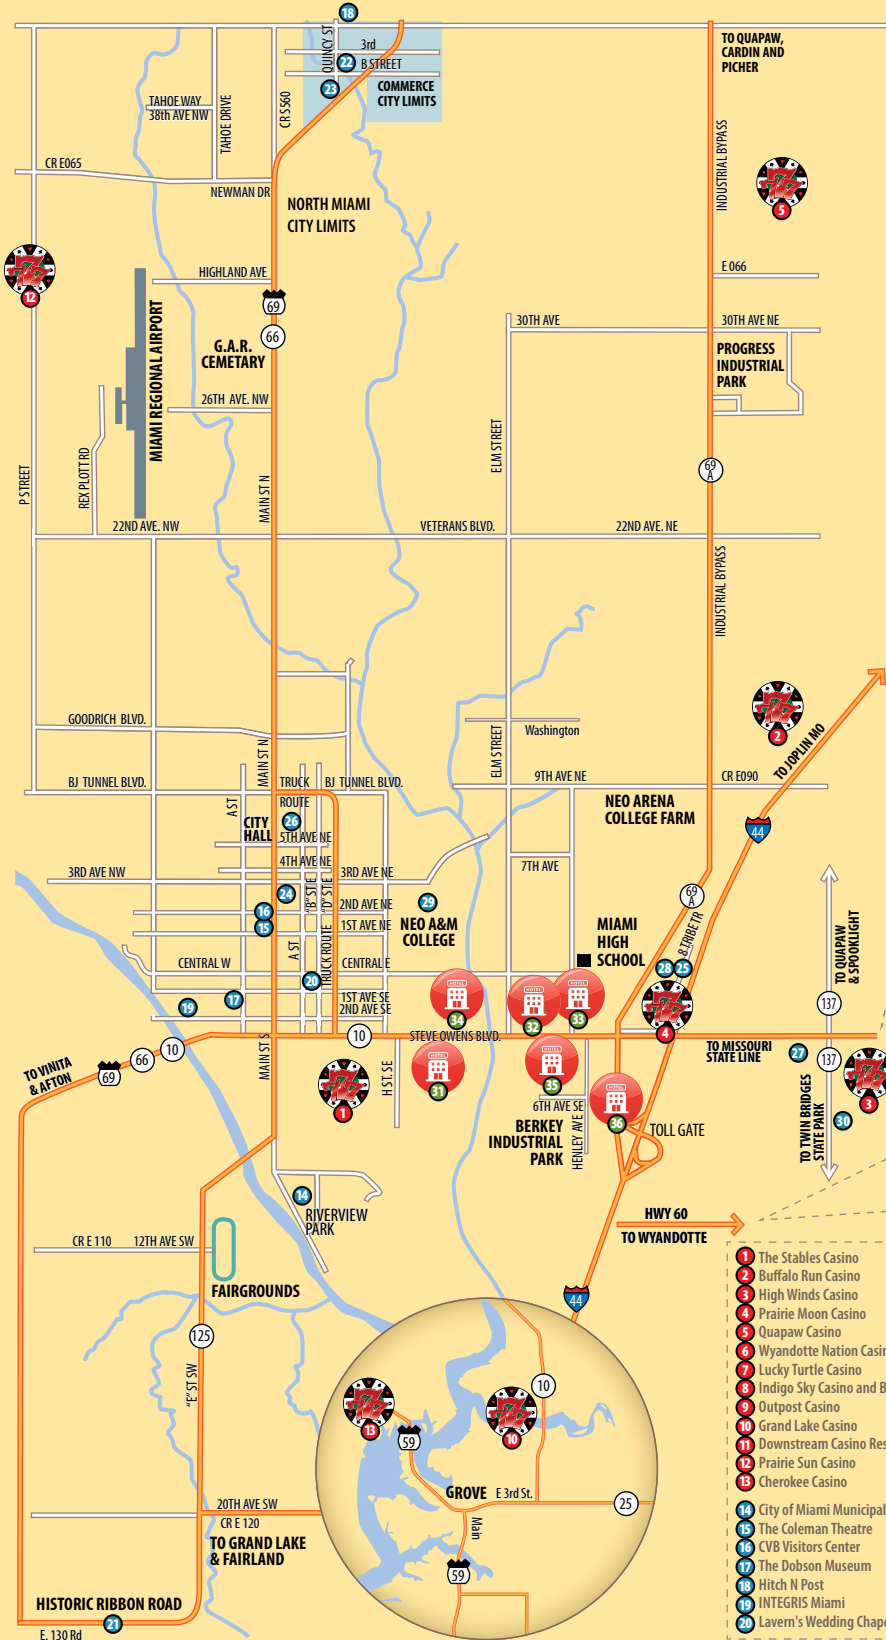 18
QUINCY ST
3rd
22
B STREET
23
COMMERCE
CITY LIMITS
TO QUAPAW,
CARDIN AND
PICHER
TAHOE WAY
38th AVE NW
TAHOE DRIVE
CR S560
INDUSTRIAL BYPASS
CR E065
NEWMAN DR
NORTH MIAMI
CITY LIMITS
777
5
777
12
HIGHLAND AVE
E 066
69
66
MIAMI REGIONAL AIRPORT
G.A.R.
CEMETARY
30TH AVE
30TH AVE NE
PROGRESS
INDUSTRIAL
PARK
26TH AVE. NW
P STREET
REX PLOTT RD
MAIN ST N
ELM STREET
69
A
22ND AVE. NW
VETERANS BLVD.
22ND AVE. NE
INDUSTRIAL BYPASS
GOODRICH BLVD.
Washington
777
2
TO JOPLIN MO
MAIN ST N
ELM STREET
BJ TUNNEL BLVD.
TRUCK
ROUTE
BJ TUNNEL BLVD.
9TH AVE NE
CR E090
A ST
CITY
HALL
26
NEO ARENA
COLLEGE FARM
44
5TH AVE NE
4TH AVE NE
7TH AVE
3RD AVE NW
3RD AVE NE
24
"B" ST E
"D" ST E
16
2ND AVE NE
29
69
A
15
1ST AVE NE
NEO A&M
COLLEGE
MIAMI
HIGH
SCHOOL
8 TRIBE TR
TO QUAPAW
& SPOOKLIGHT
A ST
TRUCK ROUTE
CENTRAL W
CENTRAL E
28
25
20
17
19
1ST AVE SE
2ND AVE SE
HOTEL
34
HOTEL
32
HOTEL
33
777
4
137
10
STEVE OWENS BLVD.
MAIN ST S
66
10
69
TO VINITA
& AFTON
TO MISSOURI
STATE LINE
27
137
777
3
777
1
H ST. SE
HOTEL
31
HOTEL
35
HOTEL
36
6TH AVE SE
BERKEY
INDUSTRIAL
PARK
HENLEY AVE
TOLL GATE
TO TWIN BRIDGES
STATE PARK
30
14
RIVERVIEW
PARK
HWY 60
TO WYANDOTTE
CR E 110
12TH AVE SW
FAIRGROUNDS
44
125
"E" ST SW
777
13
59
777
10
10
GROVE
E 3rd St.
25
Main
59
20TH AVE SW
CR E 120
TO GRAND LAKE
& FAIRLAND
HISTORIC RIBBON ROAD
21
E. 130 Rd
1 The Stables Casino
2 Buffalo Run Casino
3 High Winds Casino
4 Prairie Moon Casino
5 Quapaw Casino
6 Wyandotte Nation Casin
7 Lucky Turtle Casino
8 Indigo Sky Casino and B
9 Outpost Casino
10 Grand Lake Casino
11 Downstream Casino Res
12 Prairie Sun Casino
13 Cherokee Casino
14 City of Miami Municipal
15 The Coleman Theatre
16 CVB Visitors Center
17 The Dobson Museum
18 Hitch N Post
19 INTEGRIS Miami
20 Lavern's Wedding Chape